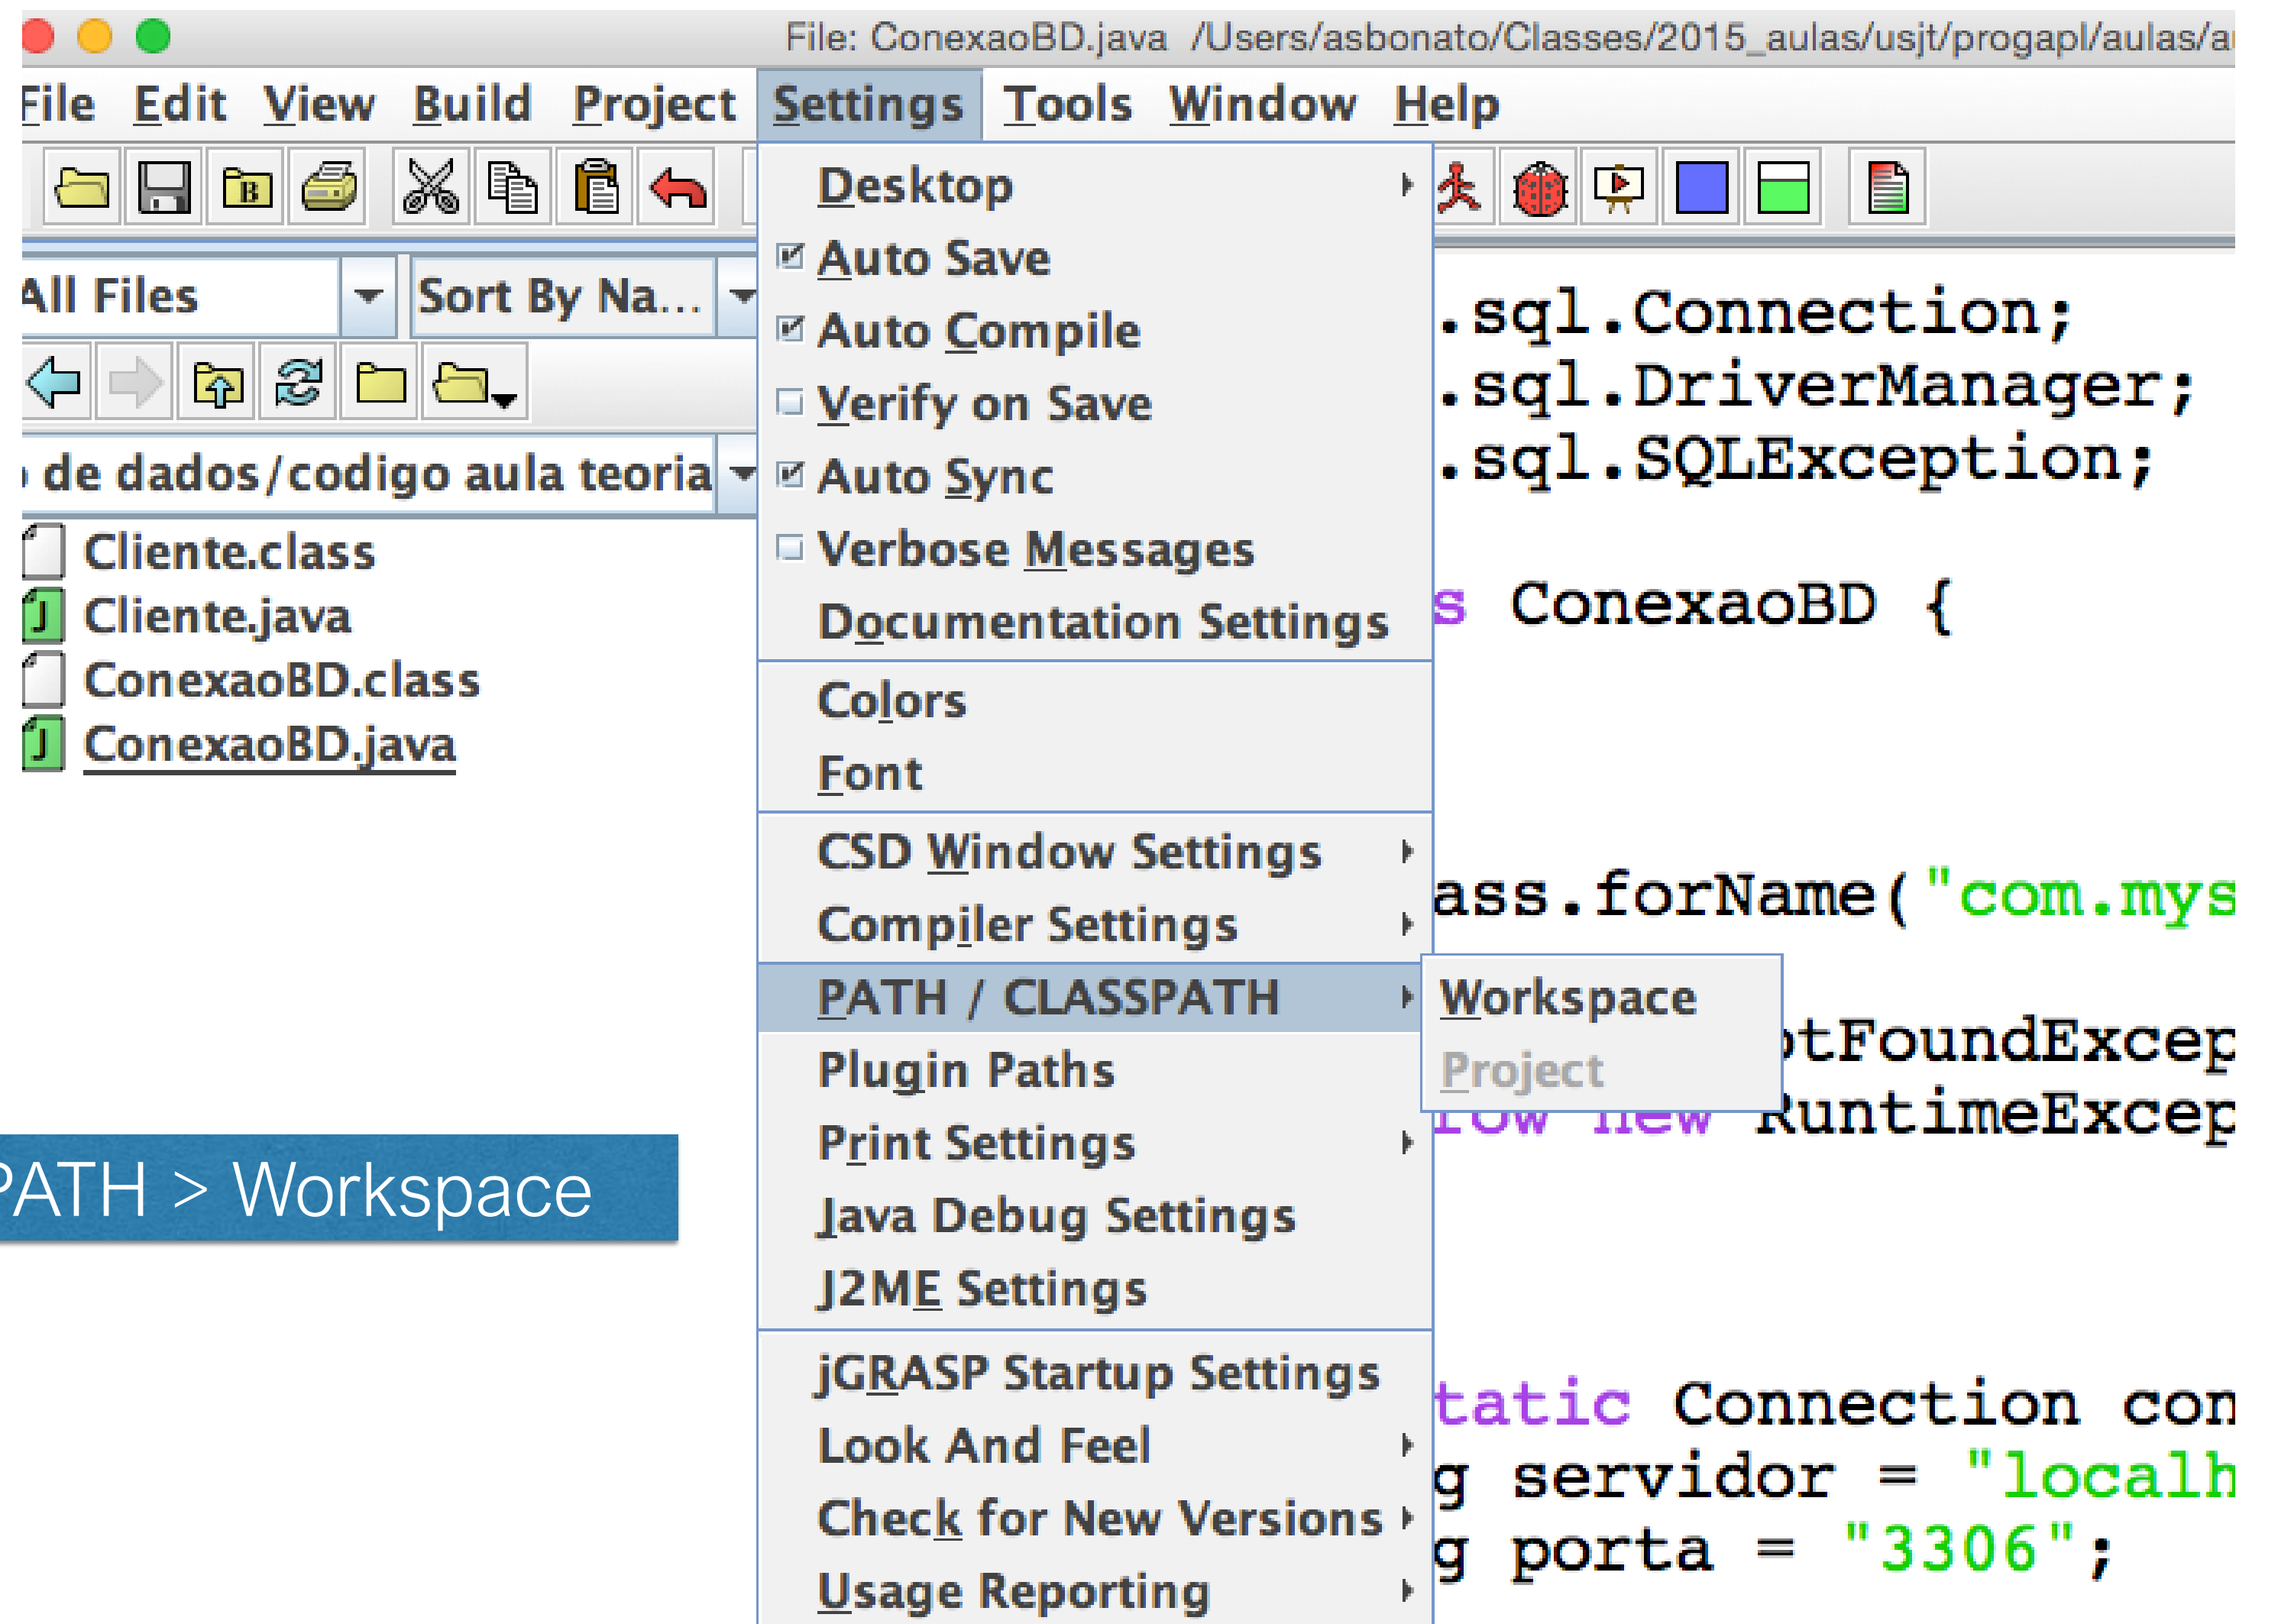 File: ConexaoBD.java /Users/asbonato/Classes/2015_aulas/usjt/progapl/aulas/a
File Edit View Build Project Settings Tools Window Help
All Files
Sort By Na...
de dados/codigo aula teoria
Cliente.class
Cliente.java
ConexaoBD.class
ConexaoBD.java
PATH > Workspace
Desktop
Auto Save
Auto Compile
Verify on Save
Auto Sync
Verbose Messages
Documentation Settings
Colors
Font
CSD Window Settings
Compiler Settings
PATH / CLASSPATH
Plugin Paths
Print Settings
Java Debug Settings
J2ME Settings
jGRASP Startup Settings
Look And Feel
Check for New Versions
Usage Reporting
Workspace
Project
.sql.Connection;
.sql.DriverManager;
.sql.SQLException;
s ConexaoBD {
ass.forName("com.mys
otFoundExcep
row new RuntimeExcep
tatic Connection con
g servidor = "localh
g porta = "3306";